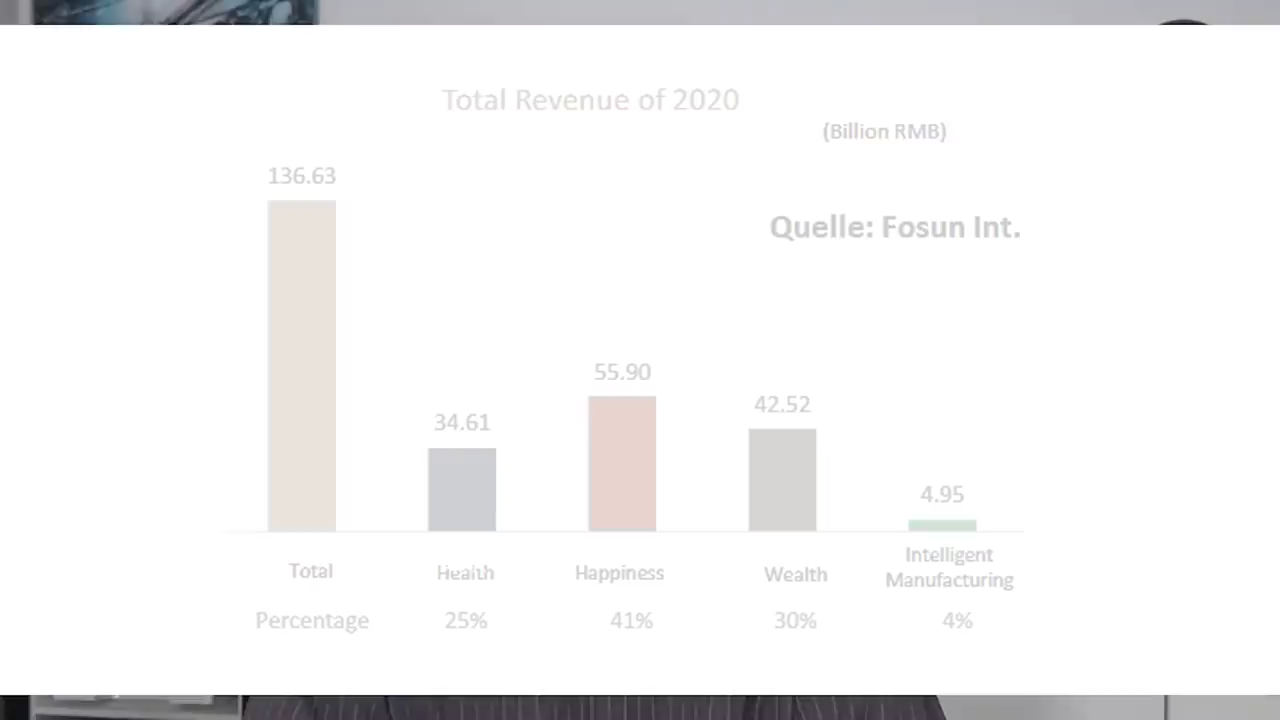 Total Revenue of 2020
(Billion RMB)
136.63
Quelle: Fosun Int.
55.90
42.52
34.61
4.95
Total Health Happiness Wealth Intelligent Manufacturing
Percentage 25% 41% 30% 4%